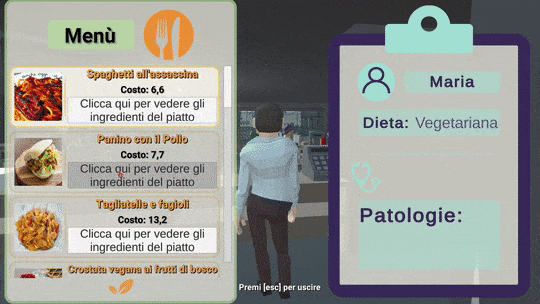 Menù
Spaghetti all'assassina
Costo: 6,6
Clicca qui per vedere gli
ingredienti del piatto
Panino con il Pollo
Costo: 7,7
Clicca qui per vedere gli
ingredienti del piatto
Tagliatelle e fagioli
Costo: 13,2
Clicca qui per vedere gli
ingredienti del piatto
Crostata vegana ai frutti di bosco
Premi [esc] per uscire
Maria
Dieta: Vegetariana
Patologie: